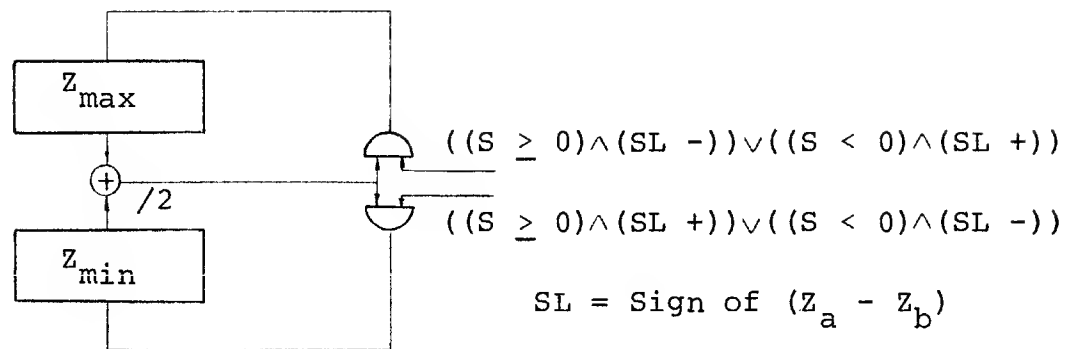 Z_max
((S ≥ 0)∧(SL -))∨((S < 0)∧(SL +))
+
/2
((S ≥ 0)∧(SL +))∨((S < 0)∧(SL -))
Z_min
SL = Sign of (Z_a - Z_b)